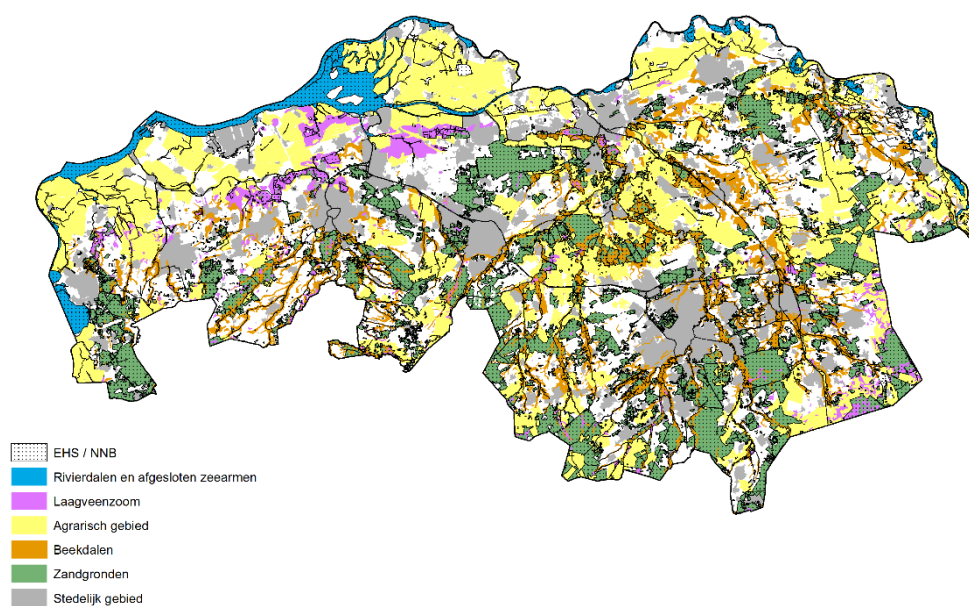 EHS / NNB
Rivierdalen en afgesloten zeearmen
Laagveenzoom
Agrarisch gebied
Beekdalen
Zandgronden
Stedelijk gebied